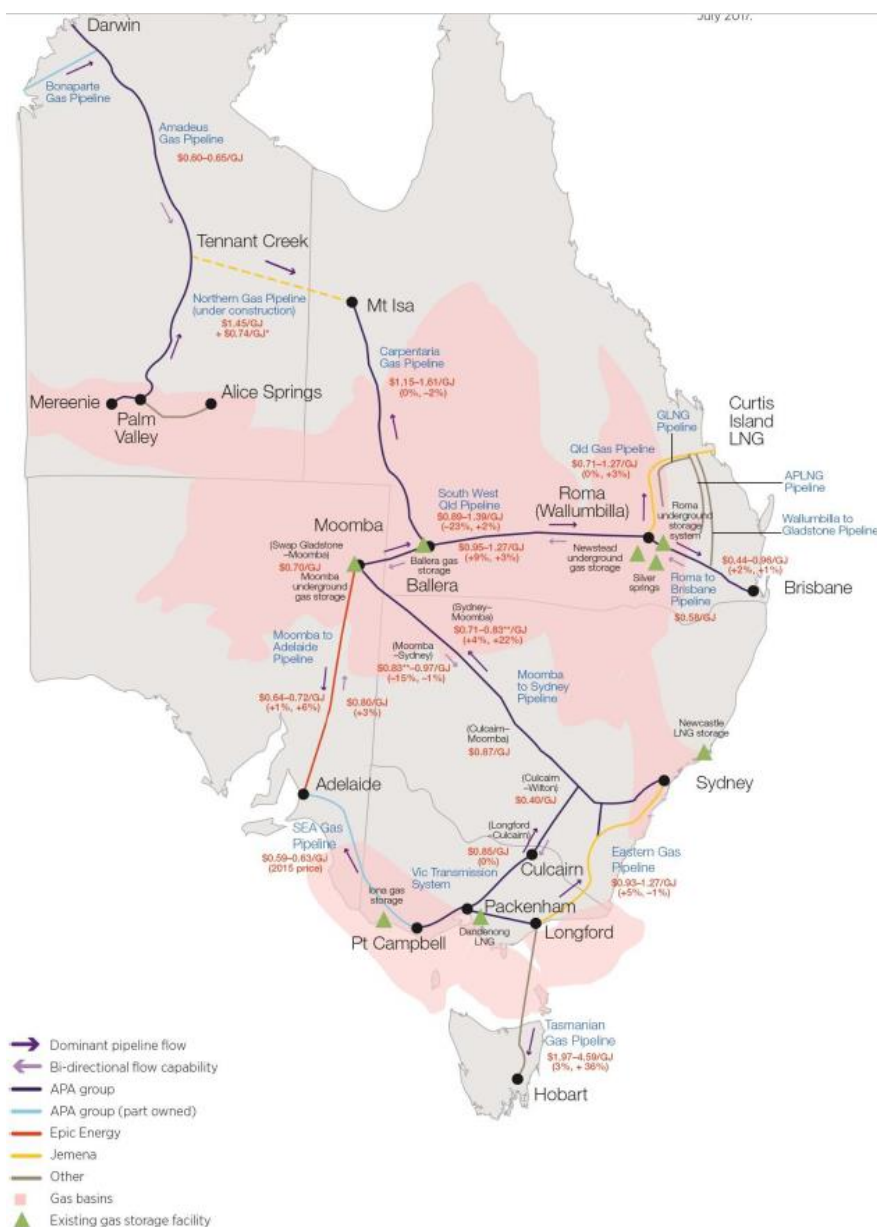 July 2017.
Darwin
Bonaparte
Gas Pipeline
Amadeus
Gas Pipeline
$0.60–0.65/GJ
Tennant Creek
Northern Gas Pipeline
(under construction)
$1.45/GJ
+ $0.74/GJ*
Mt Isa
Carpentaria
Gas Pipeline
$1.15–1.61/GJ
(0%, –2%)
Mereenie
Palm
Valley
Alice Springs
Curtis
Island
LNG
GLNG
Pipeline
Qld Gas Pipeline
$0.71–1.27/GJ
(0%, +3%)
APLNG
Pipeline
Wallumbilla to
Gladstone Pipeline
South West
Qld Pipeline
$0.89–1.39/GJ
(–23%, +2%)
Roma
(Wallumbilla)
Roma
underground
storage
system
Moomba
(Swap Gladstone
–Moomba)
$0.70/GJ
Moomba
underground
gas storage
Ballera gas
storage
Ballera
$0.95–1.27/GJ
(+9%, +3%)
Newstead underground
gas storage
Silver
springs
$0.44–0.96/GJ
(+2%, +1%)
Roma to
Brisbane
Pipeline
$0.58/GJ
Brisbane
(Sydney–
Moomba)
$0.71–0.83**/GJ
(+4%, +22%)
Moomba to
Adelaide
Pipeline
(Moomba
–Sydney)
$0.83**–0.97/GJ
(–15%, –1%)
Moomba
to Sydney
Pipeline
$0.64–0.72/GJ
(+1%, +6%)
$0.80/GJ
(+3%)
(Culcairn–
Moomba)
$0.87/GJ
Newcastle
LNG storage
Adelaide
(Culcairn
–Wilton)
$0.40/GJ
Sydney
SEA Gas
Pipeline
$0.59–0.63/GJ
(2015 price)
(Longford
–Culcairn)
$0.85/GJ
(0%)
Culcairn
Eastern Gas
Pipeline
$0.93–1.27/GJ
(+5%, –1%)
Vic Transmission
System
Iona gas
storage
Packenham
Pt Campbell
Dandenong
LNG
Longford
Tasmanian
Gas Pipeline
$1.97–4.59/GJ
(3%, + 36%)
Hobart
Dominant pipeline flow
Bi-directional flow capability
APA group
APA group (part owned)
Epic Energy
Jemena
Other
Gas basins
Existing gas storage facility